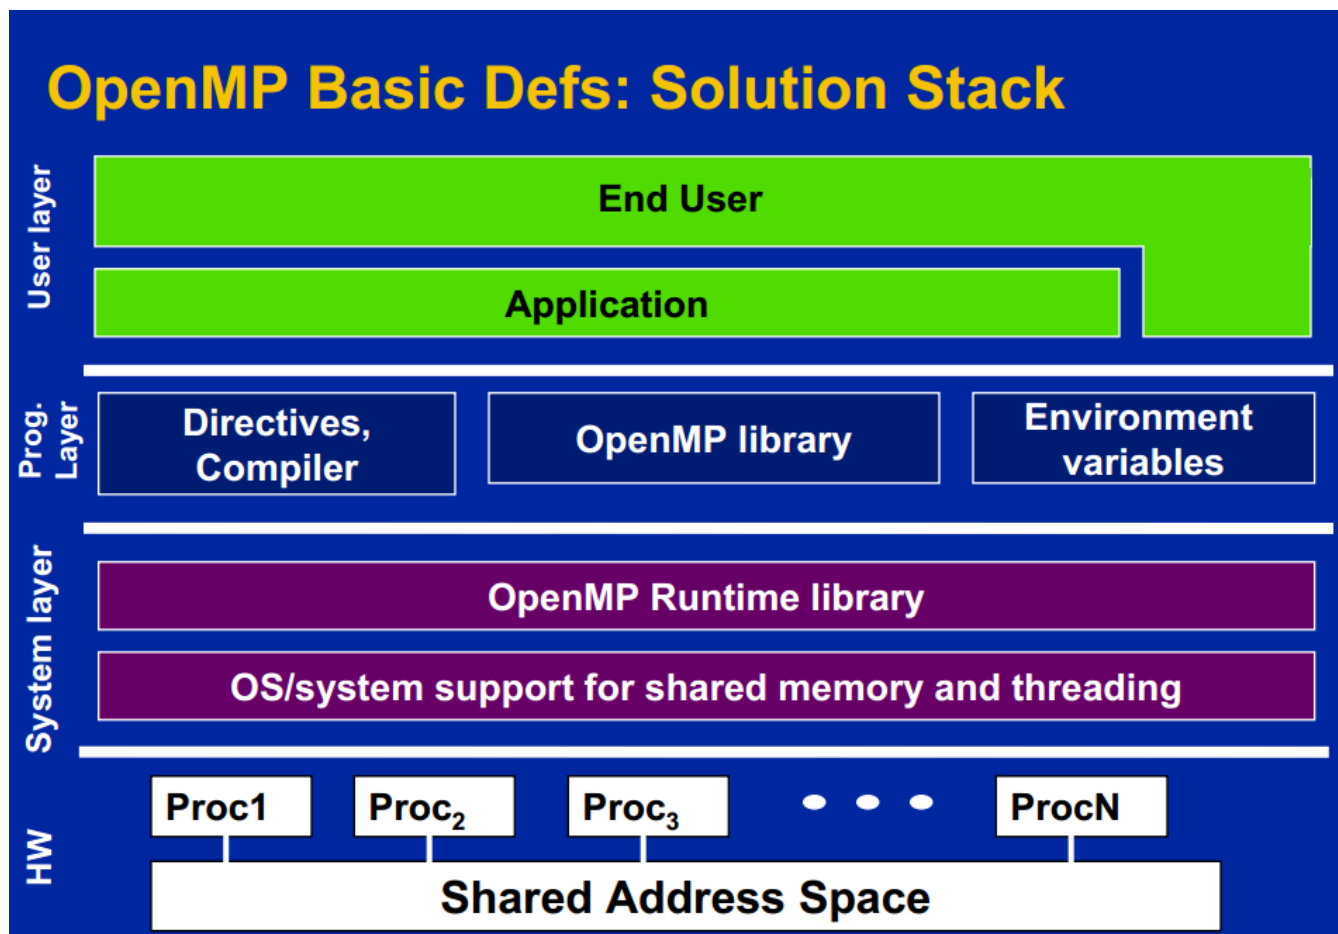 OpenMP Basic Defs: Solution Stack
User layer
End User
Application
Prog.
Layer
Directives,
Compiler
OpenMP library
Environment
variables
System layer
OpenMP Runtime library
OS/system support for shared memory and threading
HW
Proc1
Proc2
Proc3
ProcN
Shared Address Space